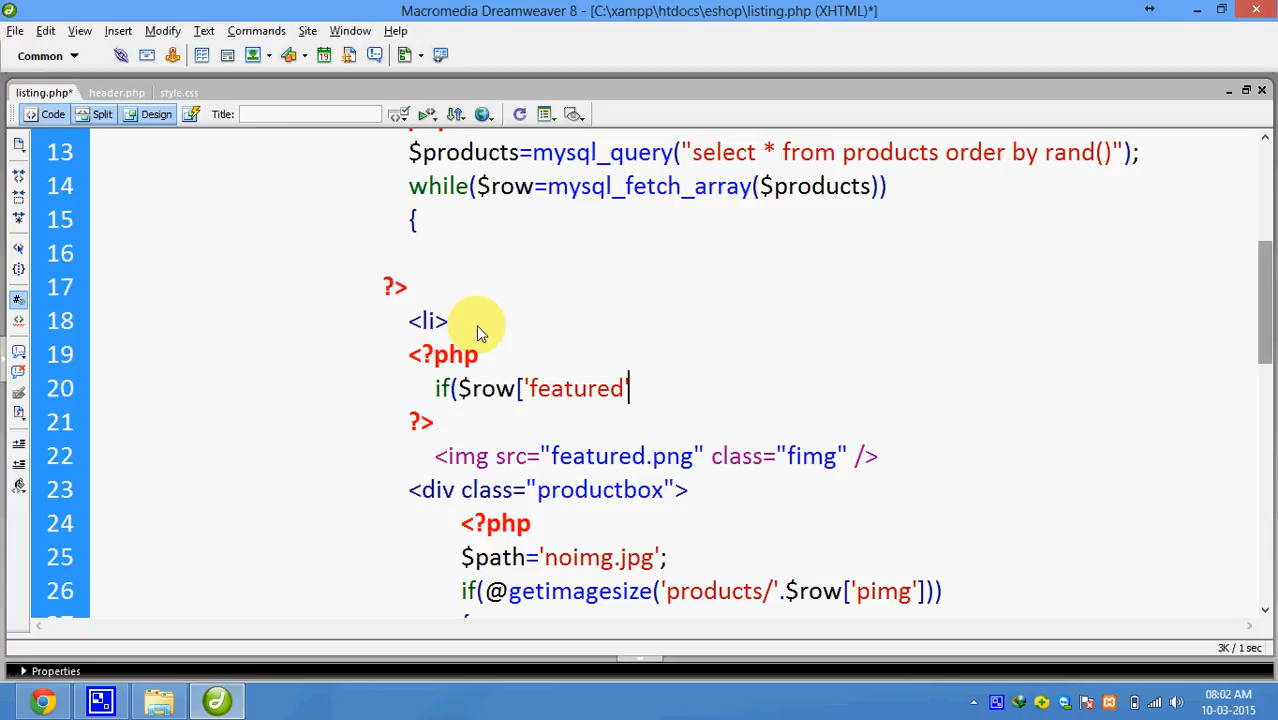 Macromedia Dreamweaver 8 - [C:\xampp\htdocs\eshop\listing.php (XHTML)*]
File Edit View Insert Modify Text Commands Site Window Help
Common
listing.php* header.php style.css
Code Split Design Title:
13 $products=mysql_query("select * from products order by rand()");
14 while($row=mysql_fetch_array($products))
15 {
16
17 ?>
18 <li>
19 <?php
20 if($row['featured'
21 ?>
22 <img src="featured.png" class="fimg" />
23 <div class="productbox">
24 <?php
25 $path='noimg.jpg';
26 if(@getimagesize('products/'.$row['pimg']))
3K / 1 sec
Properties
08:02 AM
10-03-2015